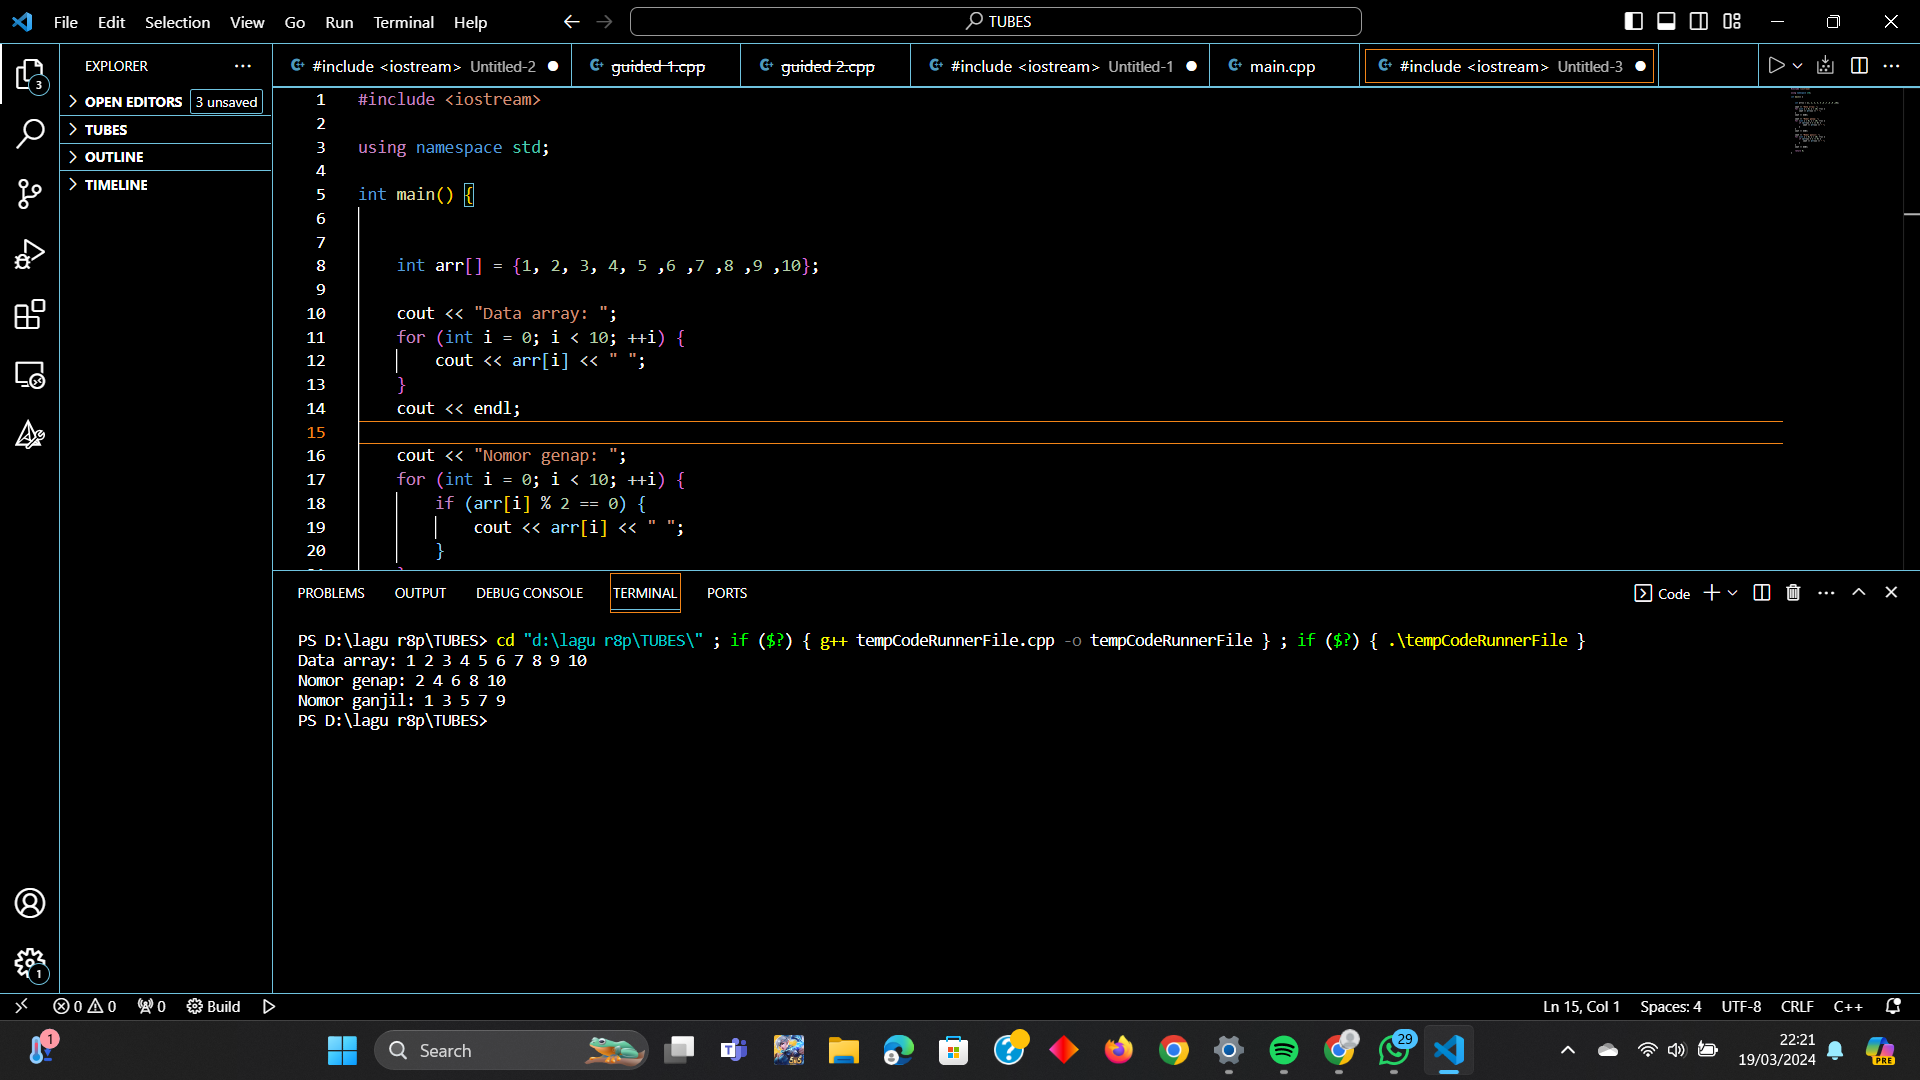 File Edit Selection View Go Run Terminal Help
TUBES
EXPLORER
3
OPEN EDITORS 3 unsaved
TUBES
OUTLINE
TIMELINE
#include <iostream> Untitled-2
guided 1.cpp
guided 2.cpp
#include <iostream> Untitled-1
main.cpp
#include <iostream> Untitled-3
1 #include <iostream>
2
3 using namespace std;
4
5 int main() {
6
7
8 int arr[] = {1, 2, 3, 4, 5 ,6 ,7 ,8 ,9 ,10};
9
10 cout << "Data array: ";
11 for (int i = 0; i < 10; ++i) {
12 cout << arr[i] << " ";
13 }
14 cout << endl;
15
16 cout << "Nomor genap: ";
17 for (int i = 0; i < 10; ++i) {
18 if (arr[i] % 2 == 0) {
19 cout << arr[i] << " ";
20 }
PROBLEMS OUTPUT DEBUG CONSOLE TERMINAL PORTS
Code
PS D:\lagu r8p\TUBES> cd "d:\lagu r8p\TUBES\" ; if ($?) { g++ tempCodeRunnerFile.cpp -o tempCodeRunnerFile } ; if ($?) { .\tempCodeRunnerFile }
Data array: 1 2 3 4 5 6 7 8 9 10
Nomor genap: 2 4 6 8 10
Nomor ganjil: 1 3 5 7 9
PS D:\lagu r8p\TUBES>
1
0 0 0 Build
Ln 15, Col 1 Spaces: 4 UTF-8 CRLF C++
1
Search
29
22:21
19/03/2024
PRE